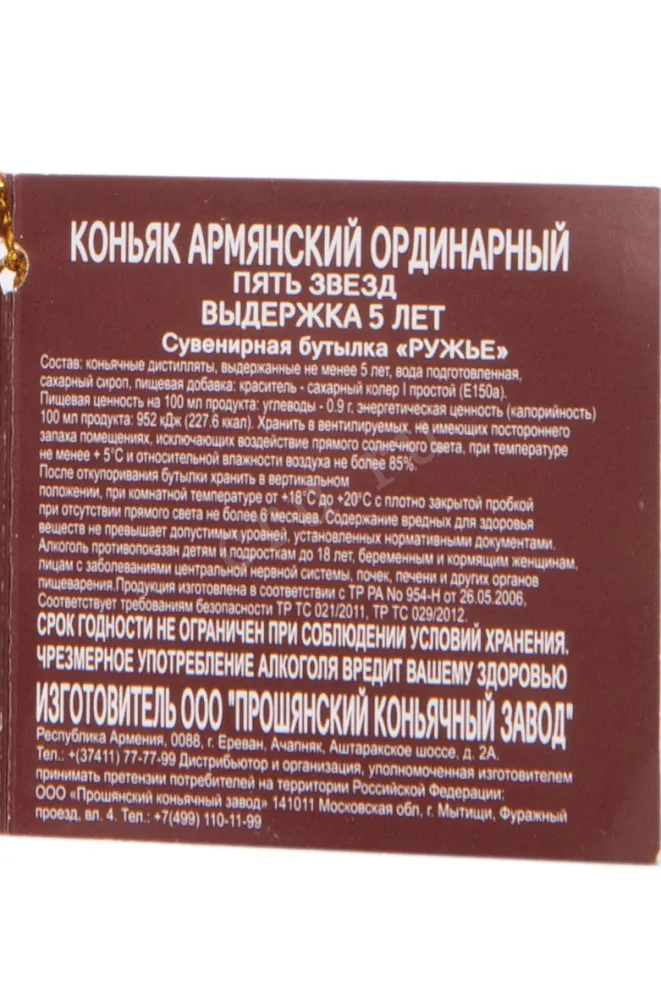 КОНЬЯК АРМЯНСКИЙ ОРДИНАРНЫЙ
ПЯТЬ ЗВЕЗД
ВЫДЕРЖКА 5 ЛЕТ
Сувенирная бутылка «РУЖЬЕ»
Состав: коньячные дистилляты, выдержанные не менее 5 лет, вода подготовленная,
сахарный сироп, пищевая добавка: краситель - сахарный колер I простой (Е150а).
Пищевая ценность на 100 мл продукта: углеводы - 0.9 г, энергетическая ценность (калорийность)
100 мл продукта: 952 кДж (227.6 ккал). Хранить в вентилируемых, не имеющих постороннего
запаха помещениях, исключающих воздействие прямого солнечного света, при температуре
не менее + 5°С и относительной влажности воздуха не более 85%.
После откупоривания бутылки хранить в вертикальном
положении, при комнатной температуре от +18°С до +20°С с плотно закрытой пробкой
при отсутствии прямого света не более 6 месяцев. Содержание вредных для здоровья
веществ не превышает допустимых уровней, установленных нормативными документами.
Алкоголь противопоказан детям и подросткам до 18 лет, беременным и кормящим женщинам,
лицам с заболеваниями центральной нервной системы, почек, печени и других органов
пищеварения.Продукция изготовлена в соответствии с ТР РА No 954-Н от 26.05.2006.
Соответствует требованиям безопасности ТР ТС 021/2011, ТР ТС 029/2012.
СРОК ГОДНОСТИ НЕ ОГРАНИЧЕН ПРИ СОБЛЮДЕНИИ УСЛОВИЙ ХРАНЕНИЯ.
ЧРЕЗМЕРНОЕ УПОТРЕБЛЕНИЕ АЛКОГОЛЯ ВРЕДИТ ВАШЕМУ ЗДОРОВЬЮ
ИЗГОТОВИТЕЛЬ ООО "ПРОШЯНСКИЙ КОНЬЯЧНЫЙ ЗАВОД"
Республика Армения, 0088, г. Ереван, Ачапняк, Аштаракское шоссе, д. 2А.
Тел.: +(37411) 77-77-99 Дистрибьютор и организация, уполномоченная изготовителем
принимать претензии потребителей на территории Российской Федерации:
ООО «Прошянский коньячный завод» 141011 Московская обл, г. Мытищи, Фуражный
проезд, вл. 4. Тел.: +7(499) 110-11-99